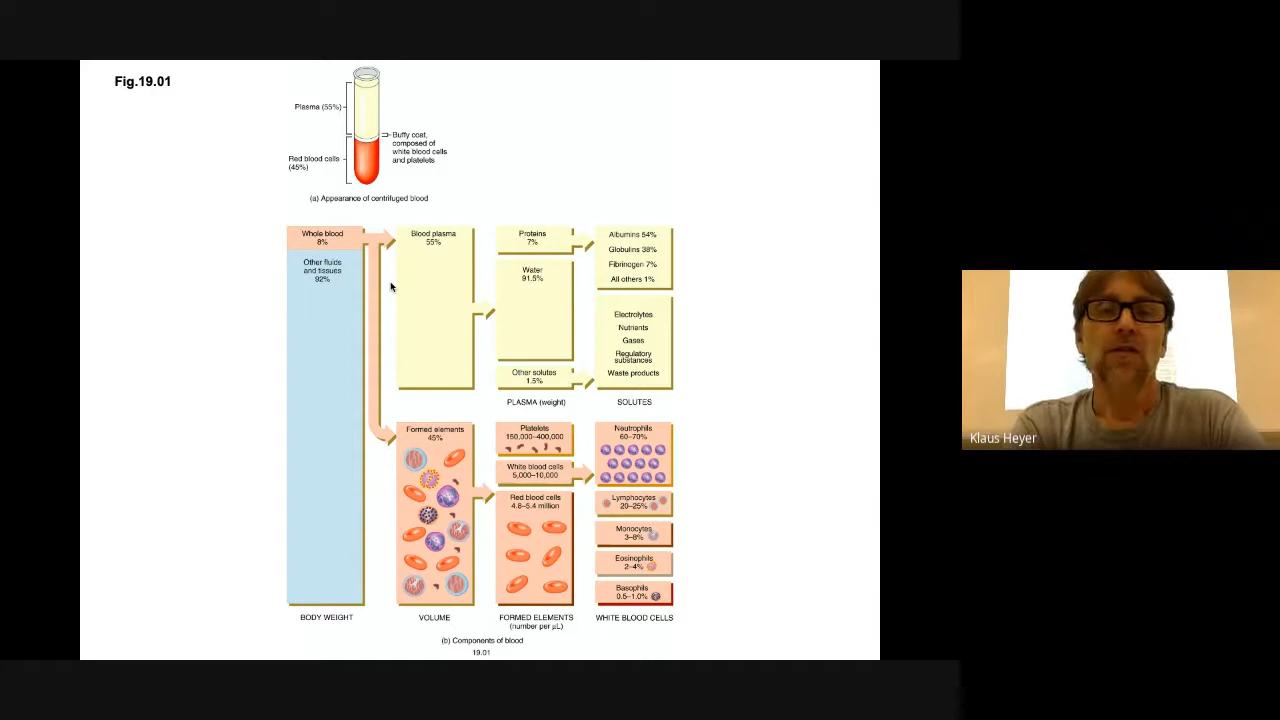 Fig.19.01
Plasma (55%)
Buffy coat,
composed of
white blood cells
and platelets
Red blood cells
(45%)
(a) Appearance of centrifuged blood
Whole blood
8%
Other fluids
and tissues
92%
BODY WEIGHT
Blood plasma
55%
Formed elements
45%
VOLUME
Proteins
7%
Water
91.5%
Other solutes
1.5%
PLASMA (weight)
Albumins 54%
Globulins 38%
Fibrinogen 7%
All others 1%
Electrolytes
Nutrients
Gases
Regulatory
substances
Waste products
SOLUTES
Platelets
150,000–400,000
White blood cells
5,000–10,000
Red blood cells
4.8–5.4 million
FORMED ELEMENTS
(number per µL)
Neutrophils
60–70%
Lymphocytes
20–25%
Monocytes
3–8%
Eosinophils
2–4%
Basophils
0.5–1.0%
WHITE BLOOD CELLS
(b) Components of blood
19.01
Klaus Heyer